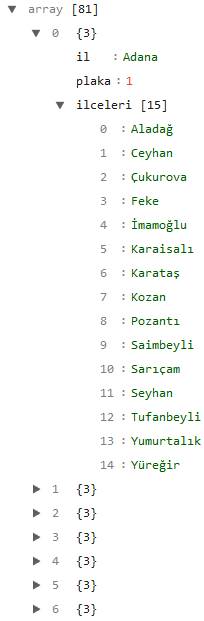 ▼ array [81]
▼ 0 {3}
il : Adana
plaka : 1
▼ ilceleri [15]
0 : Aladağ
1 : Ceyhan
2 : Çukurova
3 : Feke
4 : İmamoğlu
5 : Karaisalı
6 : Karataş
7 : Kozan
8 : Pozantı
9 : Saimbeyli
10 : Sarıçam
11 : Seyhan
12 : Tufanbeyli
13 : Yumurtalık
14 : Yüreğir
▶ 1 {3}
▶ 2 {3}
▶ 3 {3}
▶ 4 {3}
▶ 5 {3}
▶ 6 {3}